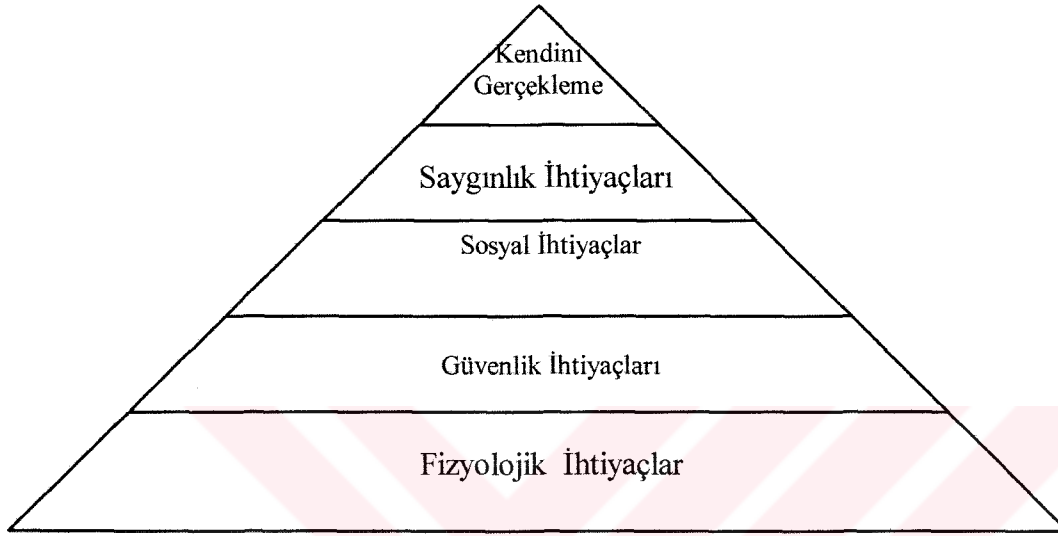 Kendini
Gerçekleme
Saygınlık İhtiyaçları
Sosyal İhtiyaçlar
Güvenlik İhtiyaçları
Fizyolojik İhtiyaçlar